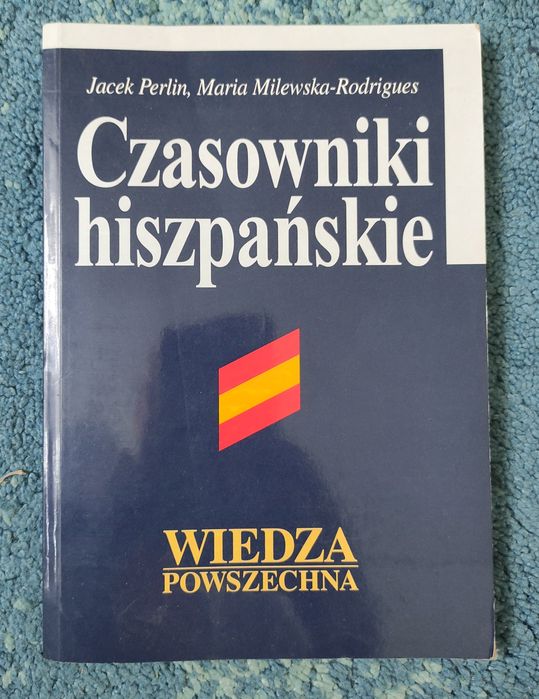 Jacek Perlin, Maria Milewska-Rodrigues
Czasowniki
hiszpańskie
WIEDZA
POWSZECHNA